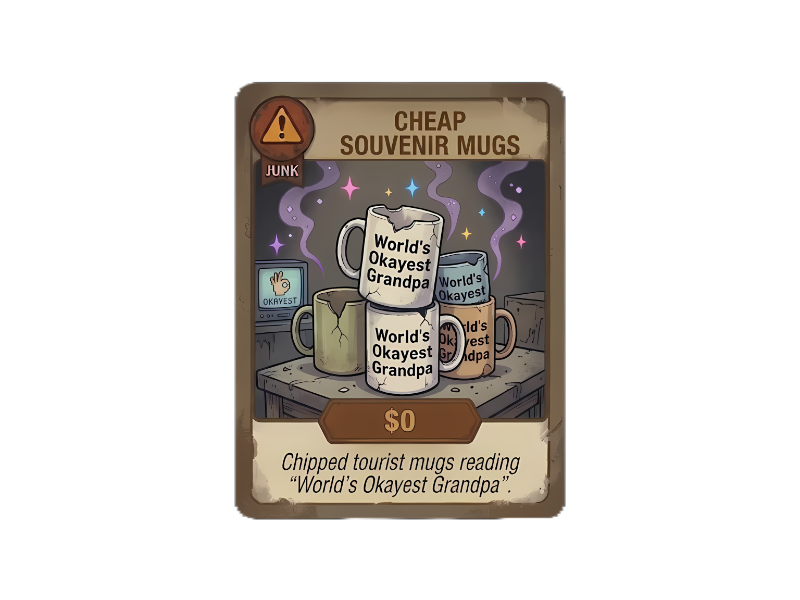 CHEAP
SOUVENIR MUGS
JUNK
World's
Okayest
Grandpa
World's
Okayest
OKAYEST
World's
Okayest
Grandpa
$0
Chipped tourist mugs reading
“World’s Okayest Grandpa”.